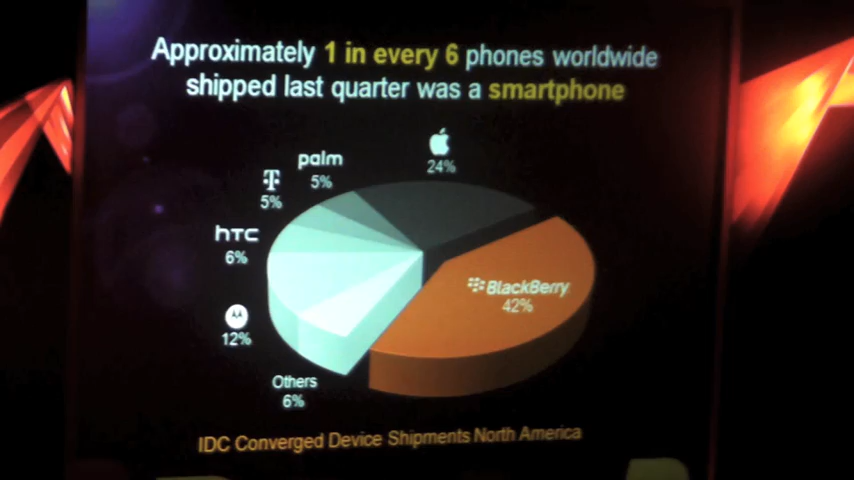 Approximately 1 in every 6 phones worldwide
shipped last quarter was a smartphone
24%
palm
5%
T
5%
hTC
6%
BlackBerry
42%
M
12%
Others
6%
IDC Converged Device Shipments North America